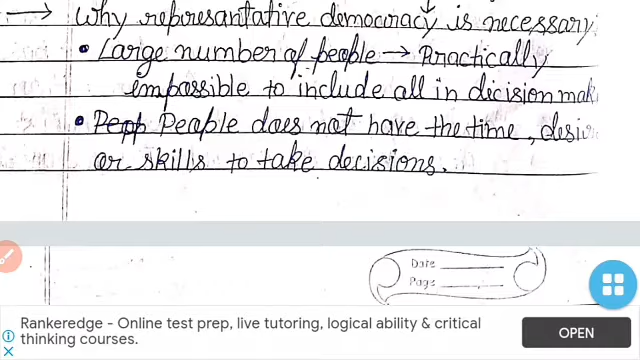 → Why represantative democracy is necessary
• Large number of people → Practically
impossible to include all in decision mak
• Peop People does not have the time, desir
or skills to take decisions.
Date
Page
Rankeredge - Online test prep, live tutoring, logical ability & critical
thinking courses.
OPEN